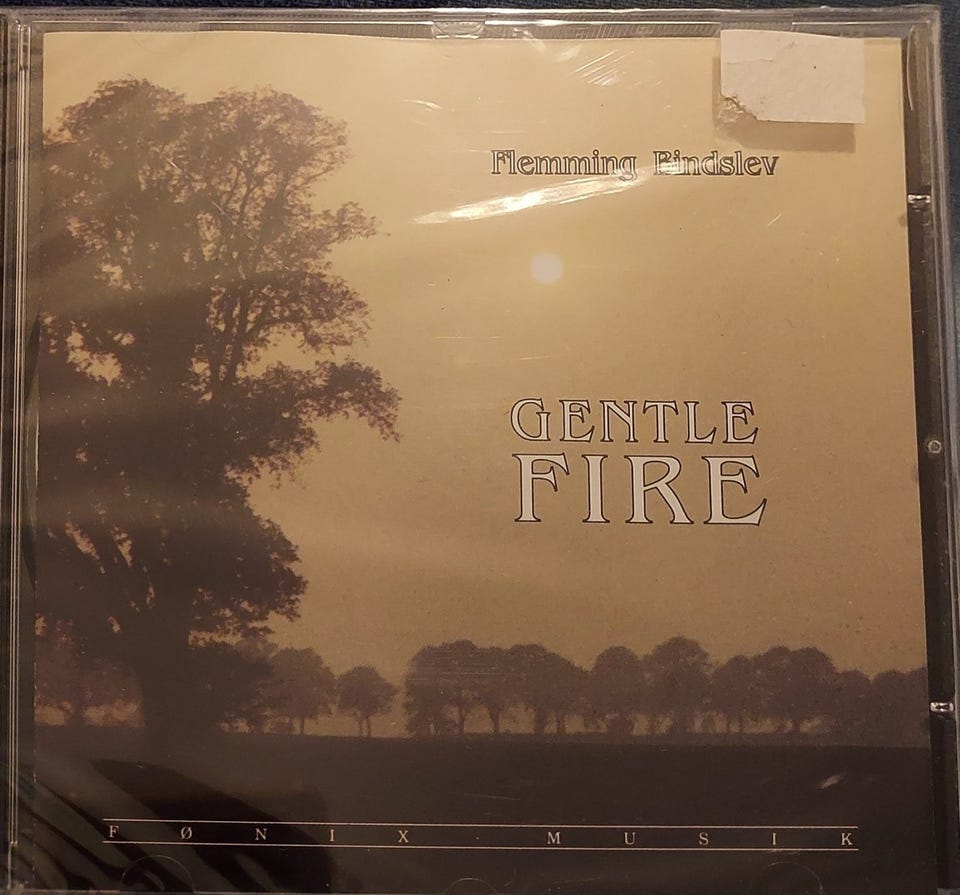 Flemming Bindslev
GENTLE
FIRE
FØNIX · MUSIK